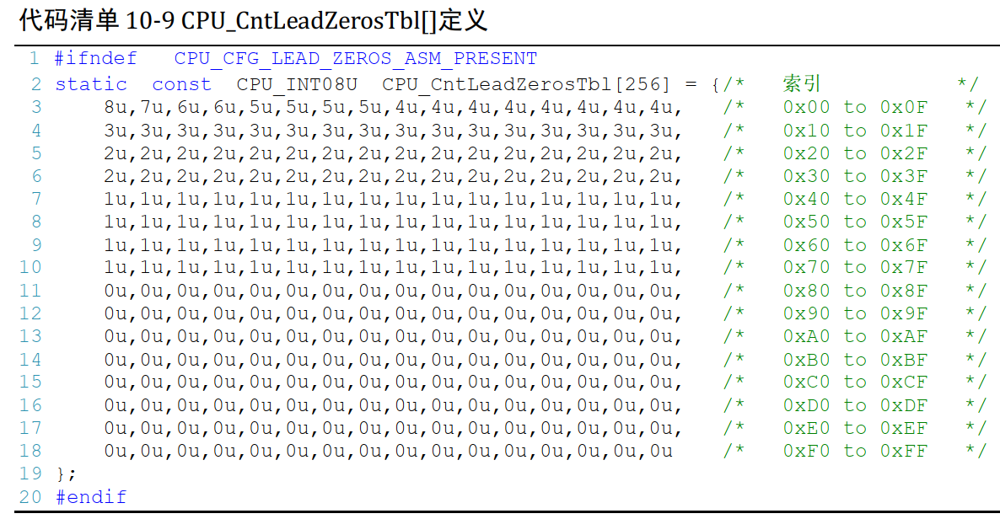 代码清单 10-9 CPU_CntLeadZerosTbl[]定义
1 #ifndef   CPU_CFG_LEAD_ZEROS_ASM_PRESENT
2 static  const  CPU_INT08U  CPU_CntLeadZerosTbl[256] = {/*   索引   */
3     8u,7u,6u,6u,5u,5u,5u,5u,4u,4u,4u,4u,4u,4u,4u,4u,   /*   0x00 to 0x0F   */
4     3u,3u,3u,3u,3u,3u,3u,3u,3u,3u,3u,3u,3u,3u,3u,3u,   /*   0x10 to 0x1F   */
5     2u,2u,2u,2u,2u,2u,2u,2u,2u,2u,2u,2u,2u,2u,2u,2u,   /*   0x20 to 0x2F   */
6     2u,2u,2u,2u,2u,2u,2u,2u,2u,2u,2u,2u,2u,2u,2u,2u,   /*   0x30 to 0x3F   */
7     1u,1u,1u,1u,1u,1u,1u,1u,1u,1u,1u,1u,1u,1u,1u,1u,   /*   0x40 to 0x4F   */
8     1u,1u,1u,1u,1u,1u,1u,1u,1u,1u,1u,1u,1u,1u,1u,1u,   /*   0x50 to 0x5F   */
9     1u,1u,1u,1u,1u,1u,1u,1u,1u,1u,1u,1u,1u,1u,1u,1u,   /*   0x60 to 0x6F   */
10     1u,1u,1u,1u,1u,1u,1u,1u,1u,1u,1u,1u,1u,1u,1u,1u,   /*   0x70 to 0x7F   */
11     0u,0u,0u,0u,0u,0u,0u,0u,0u,0u,0u,0u,0u,0u,0u,0u,   /*   0x80 to 0x8F   */
12     0u,0u,0u,0u,0u,0u,0u,0u,0u,0u,0u,0u,0u,0u,0u,0u,   /*   0x90 to 0x9F   */
13     0u,0u,0u,0u,0u,0u,0u,0u,0u,0u,0u,0u,0u,0u,0u,0u,   /*   0xA0 to 0xAF   */
14     0u,0u,0u,0u,0u,0u,0u,0u,0u,0u,0u,0u,0u,0u,0u,0u,   /*   0xB0 to 0xBF   */
15     0u,0u,0u,0u,0u,0u,0u,0u,0u,0u,0u,0u,0u,0u,0u,0u,   /*   0xC0 to 0xCF   */
16     0u,0u,0u,0u,0u,0u,0u,0u,0u,0u,0u,0u,0u,0u,0u,0u,   /*   0xD0 to 0xDF   */
17     0u,0u,0u,0u,0u,0u,0u,0u,0u,0u,0u,0u,0u,0u,0u,0u,   /*   0xE0 to 0xEF   */
18     0u,0u,0u,0u,0u,0u,0u,0u,0u,0u,0u,0u,0u,0u,0u,0u    /*   0xF0 to 0xFF   */
19 };
20 #endif